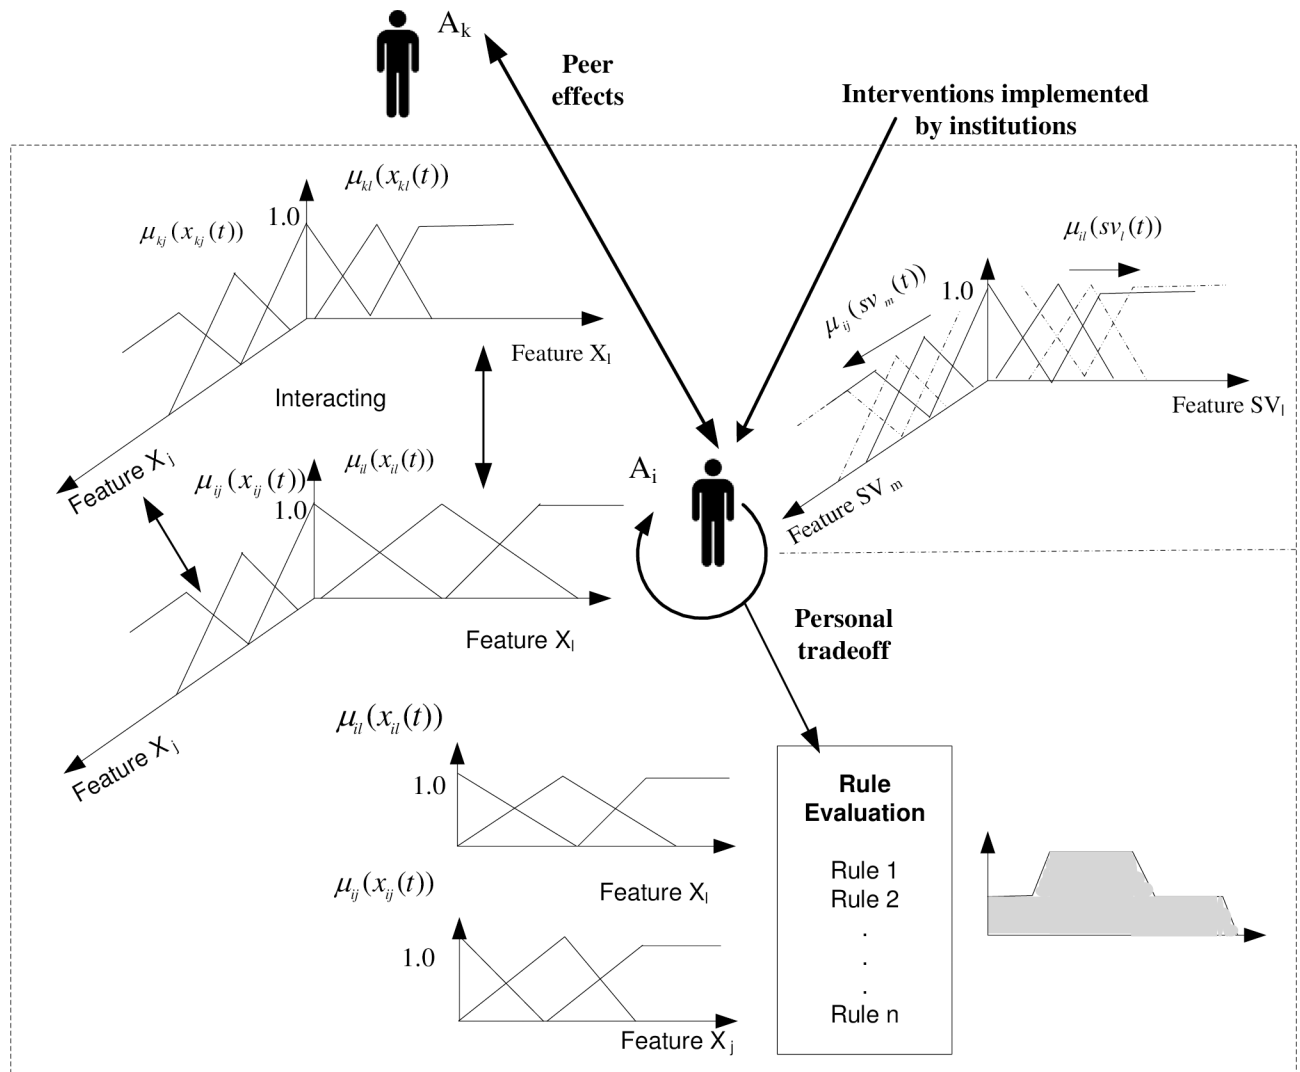 A_k
Peer
effects
Interventions implemented
by institutions
μ_kl(x_kl(t))
1.0
μ_kj(x_kj(t))
Feature X_l
Interacting
Feature X_j
μ_il(sv_l(t))
1.0
μ_ij(sv_m(t))
Feature SV_l
Feature SV_m
A_i
μ_il(x_il(t))
μ_ij(x_ij(t))
1.0
Feature X_l
Feature X_j
Personal
tradeoff
μ_il(x_il(t))
1.0
Feature X_l
μ_ij(x_ij(t))
1.0
Feature X_j
Rule
Evaluation
Rule 1
Rule 2
.
.
.
Rule n